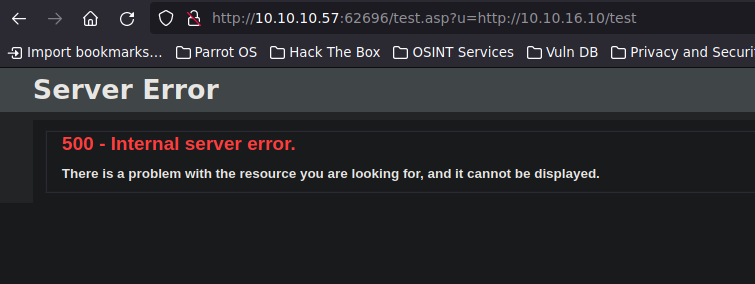 http://10.10.10.57:62696/test.asp?u=http://10.10.16.10/test
Import bookmarks... Parrot OS Hack The Box OSINT Services Vuln DB Privacy and Securi
Server Error
500 - Internal server error.
There is a problem with the resource you are looking for, and it cannot be displayed.